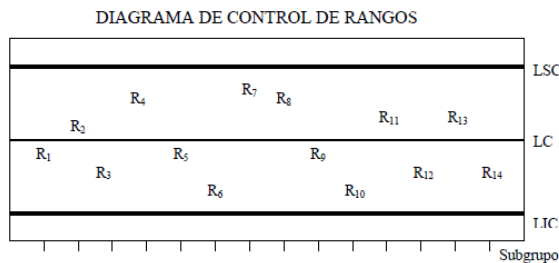 DIAGRAMA DE CONTROL DE RANGOS
LSC
R7
R4 R8
R11 R13
R2
LC
R1 R5 R9
R3 R12 R14
R6 R10
LIC
Subgrupo